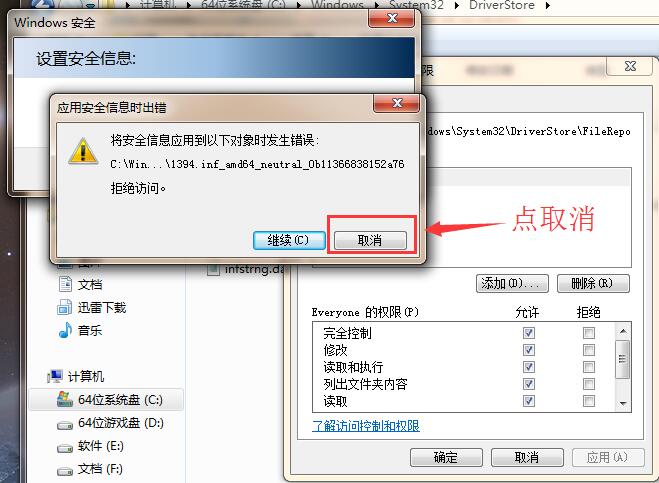 计算机 ▸ 64位系统盘 (C:) ▸ Windows ▸ System32 ▸ DriverStore ▸
Windows 安全
设置安全信息:
限
应用安全信息时出错
将安全信息应用到以下对象时发生错误:
C:\Win...\1394.inf_amd64_neutral_0b11366838152a76
拒绝访问。
继续(C)
取消
点取消
dows\System32\DriverStore\FileRepo
infstrng.da
文档
迅雷下载
音乐
计算机
64位系统盘 (C:)
64位游戏盘 (D:)
软件 (E:)
文档 (F:)
添加(D)...
删除(R)
Everyone 的权限(P)
允许
拒绝
完全控制
修改
读取和执行
列出文件夹内容
读取
了解访问控制和权限
确定
取消
应用(A)